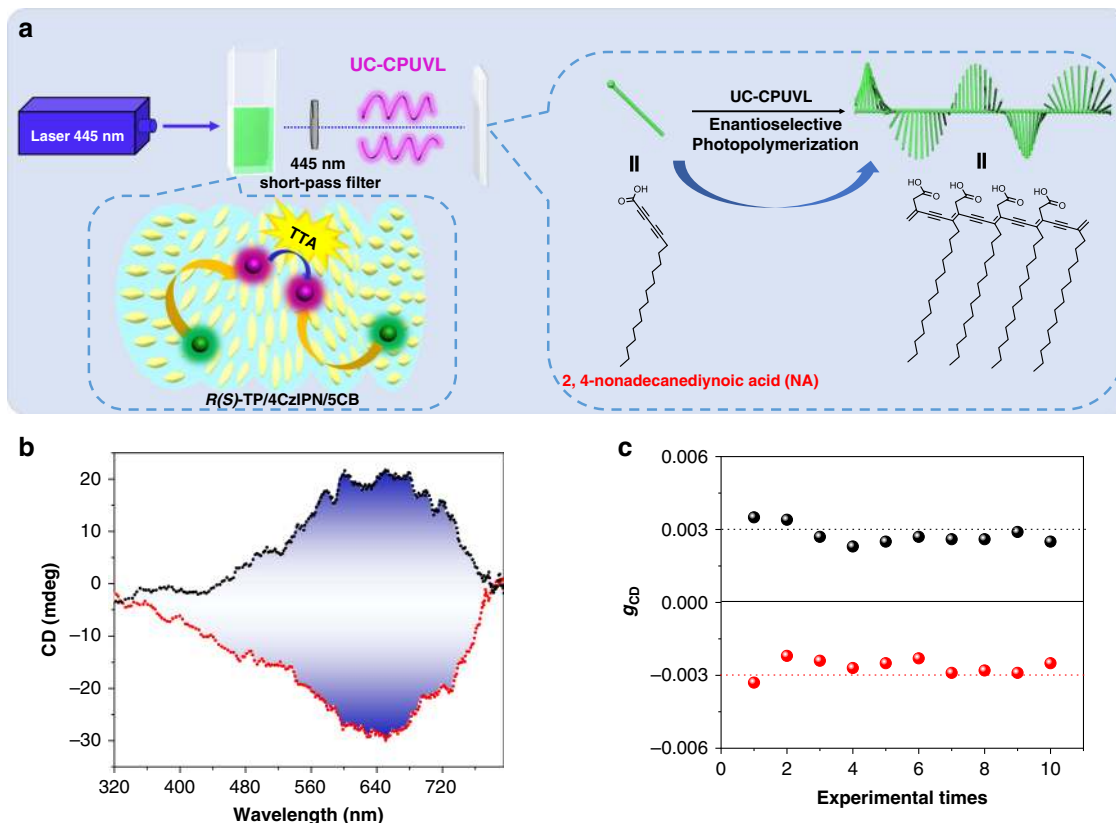 a
Laser 445 nm
UC-CPUVL
445 nm
short-pass filter
TTA
R(S)-TP/4CzIPN/5CB
UC-CPUVL
Enantioselective
Photopolymerization
OH
O
2, 4-nonadecanediynoic acid (NA)
HO
O
HO
O
HO
O
HO
O
b
CD (mdeg)
20
10
0
–10
–20
–30
320
400
480
560
640
720
Wavelength (nm)
c
gCD
0.006
0.003
0.000
–0.003
–0.006
0
2
4
6
8
10
Experimental times